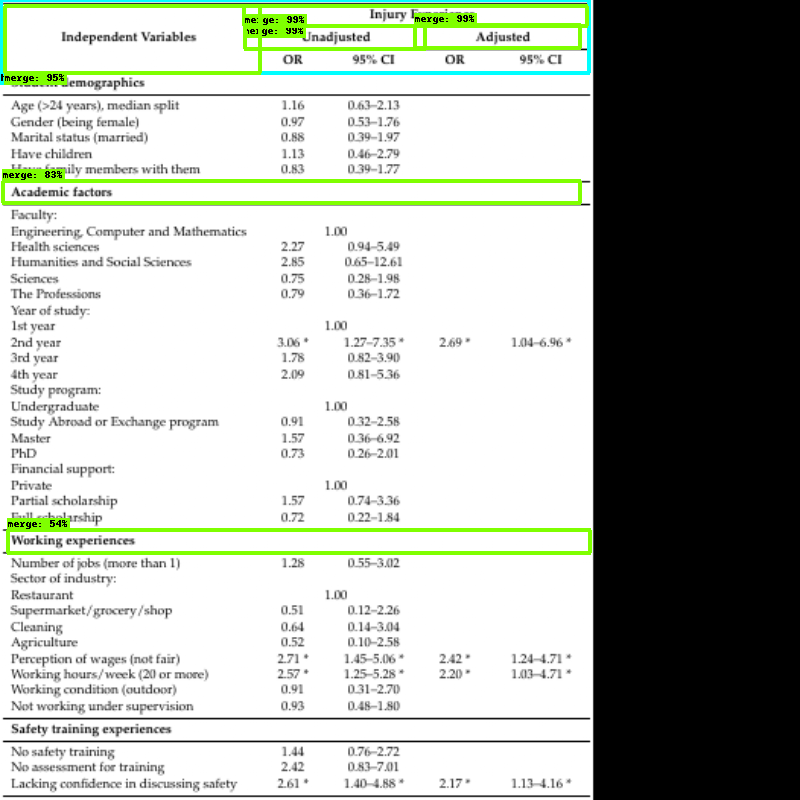 Injury
merge: 99%
merge: 99%
merge: 99%
Independent Variables
Unadjusted
Adjusted
OR 95% CI OR 95% CI
merge: 95%
demographics
Age (>24 years), median split 1.16 0.63–2.13
Gender (being female) 0.97 0.53–1.76
Marital status (married) 0.88 0.39–1.97
Have children 1.13 0.46–2.79
Have family members with them 0.83 0.39–1.77
merge: 83%
Academic factors
Faculty:
Engineering, Computer and Mathematics 1.00
Health sciences 2.27 0.94–5.49
Humanities and Social Sciences 2.85 0.65–12.61
Sciences 0.75 0.28–1.98
The Professions 0.79 0.36–1.72
Year of study:
1st year 1.00
2nd year 3.06 * 1.27–7.35 * 2.69 * 1.04–6.96 *
3rd year 1.78 0.82–3.90
4th year 2.09 0.81–5.36
Study program:
Undergraduate 1.00
Study Abroad or Exchange program 0.91 0.32–2.58
Master 1.57 0.36–6.92
PhD 0.73 0.26–2.01
Financial support:
Private 1.00
Partial scholarship 1.57 0.74–3.36
Full scholarship 0.72 0.22–1.84
merge: 54%
Working experiences
Number of jobs (more than 1) 1.28 0.55–3.02
Sector of industry:
Restaurant 1.00
Supermarket/grocery/shop 0.51 0.12–2.26
Cleaning 0.64 0.14–3.04
Agriculture 0.52 0.10–2.58
Perception of wages (not fair) 2.71 * 1.45–5.06 * 2.42 * 1.24–4.71 *
Working hours/week (20 or more) 2.57 * 1.25–5.28 * 2.20 * 1.03–4.71 *
Working condition (outdoor) 0.91 0.31–2.70
Not working under supervision 0.93 0.48–1.80
Safety training experiences
No safety training 1.44 0.76–2.72
No assessment for training 2.42 0.83–7.01
Lacking confidence in discussing safety 2.61 * 1.40–4.88 * 2.17 * 1.13–4.16 *